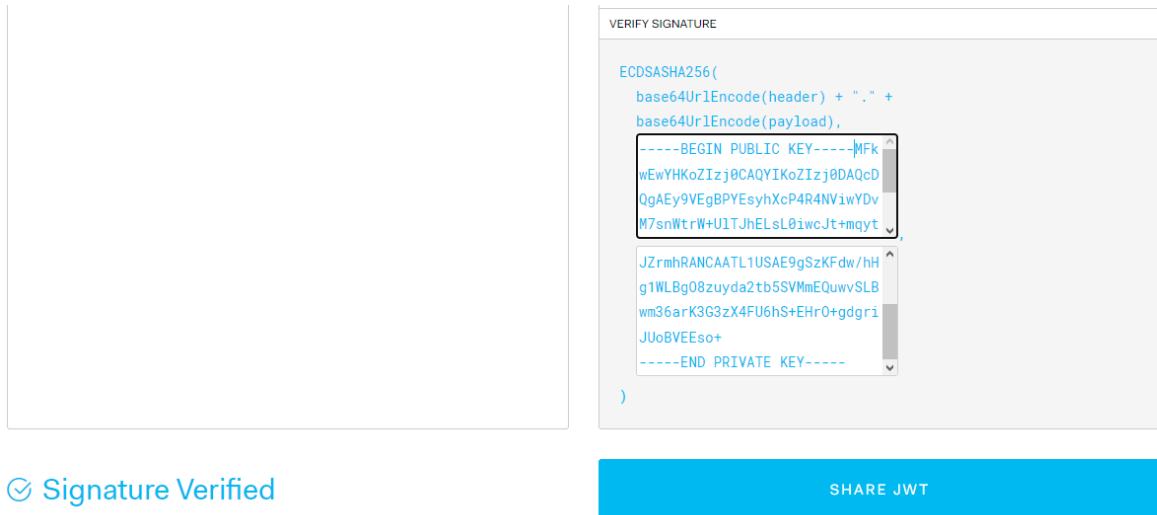 VERIFY SIGNATURE
ECDSASHA256(
base64UrlEncode(header) + "." +
base64UrlEncode(payload),
-----BEGIN PUBLIC KEY-----MFk
wEwYHKoZIzj0CAQYIKoZIzj0DAQcD
QgAEy9VEgBPYEsyhXcP4R4NViwYDv
M7snWtrW+UlTJhELsL0iwcJt+mqyt
,
JZrmhRANCAATL1USAE9gSzKFdw/hH
g1WLBgO8zuyda2tb5SVMmEQuwvSLB
wm36arK3G3zX4FU6hS+EHrO+gdgri
JUoBVEEso+
-----END PRIVATE KEY-----
)
Signature Verified
SHARE JWT